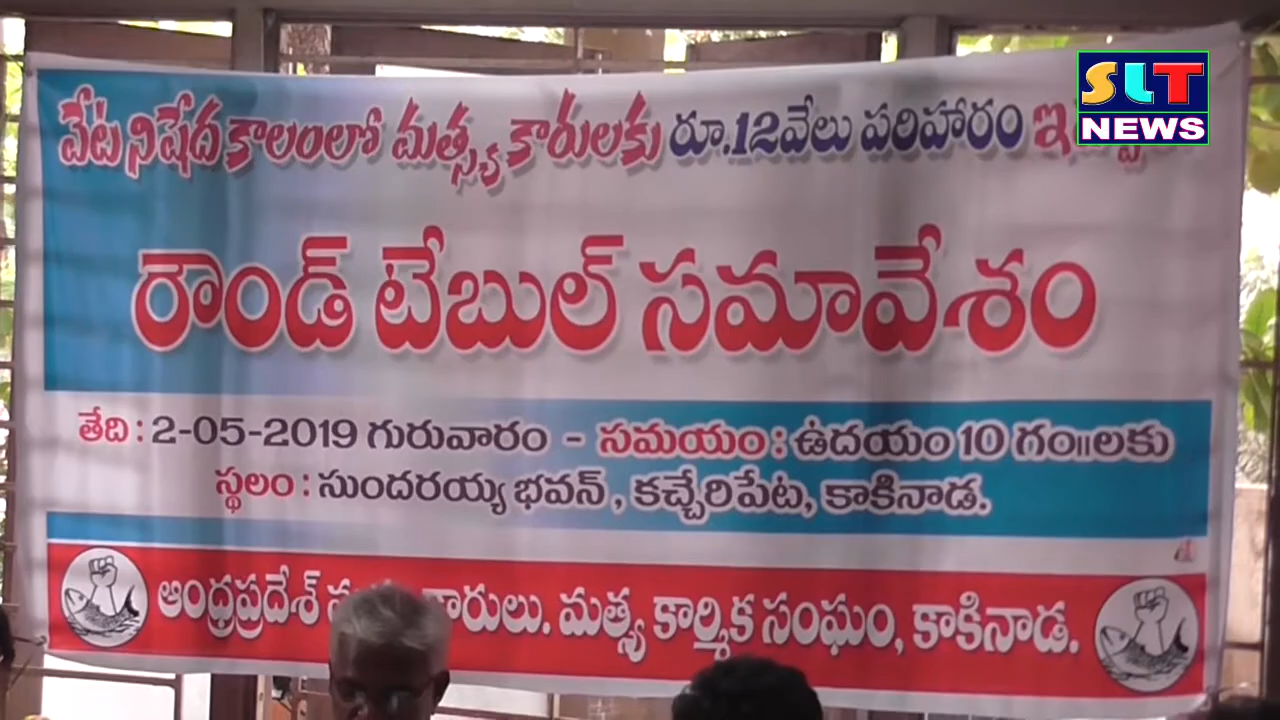 SLT
NEWS
వేట నిషేద కాలంలో మత్స్య కారులకు రూ.12వేలు పరిహారం
రౌండ్ టేబుల్ సమావేశం
తేది : 2-05-2019 గురువారం - సమయం : ఉదయం 10 గం॥లకు
స్థలం : సుందరయ్య భవన్, కచ్చేరిపేట, కాకినాడ.
ఆంధ్రప్రదేశ్ మత్స్య కార్మిక సంఘం, కాకినాడ.